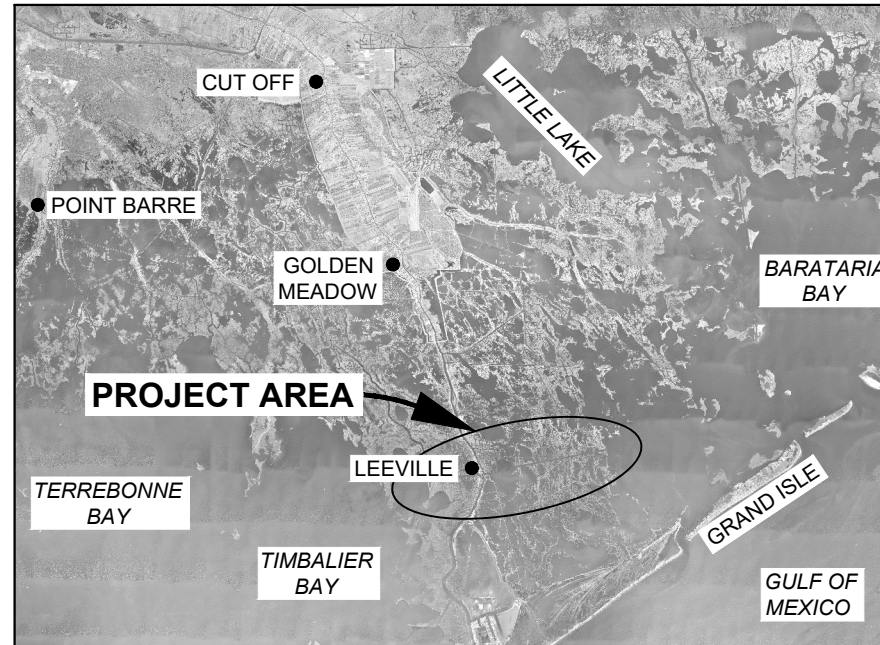 CUT OFF
LITTLE LAKE
POINT BARRE
GOLDEN
MEADOW
BARATARIA
BAY
PROJECT AREA
LEEVILLE
TERREBONNE
BAY
GRAND ISLE
TIMBALIER
BAY
GULF OF
MEXICO